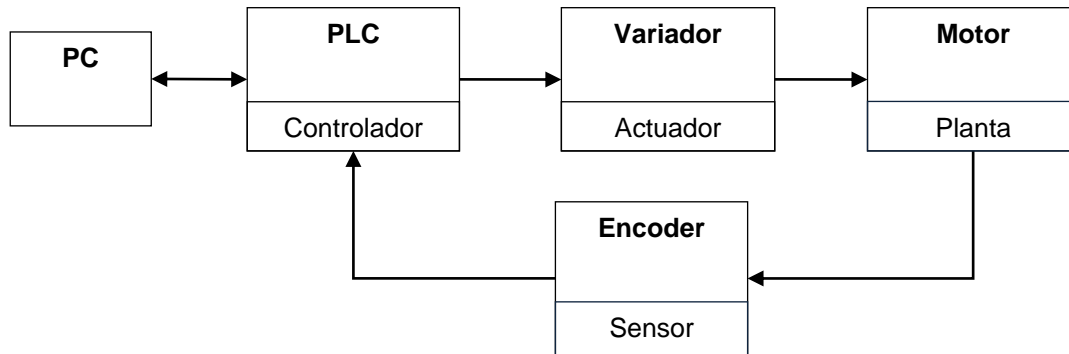 PC
PLC
Controlador
Variador
Actuador
Motor
Planta
Encoder
Sensor